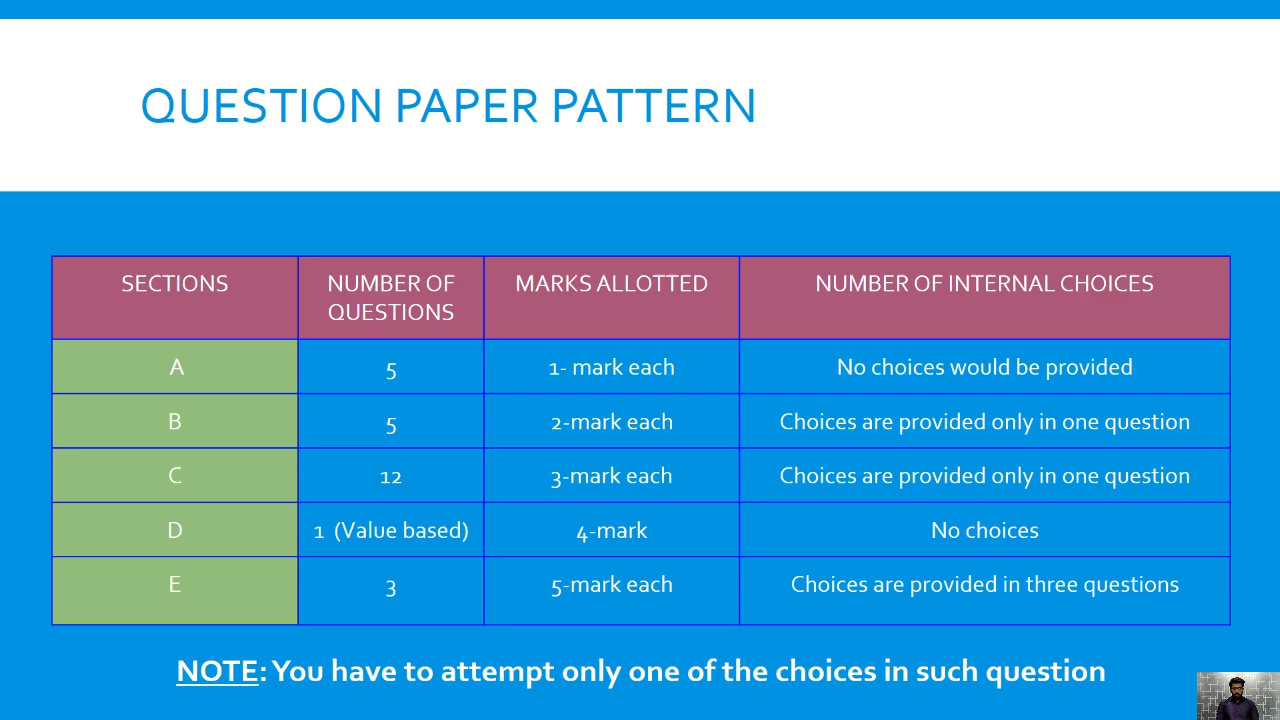 QUESTION PAPER PATTERN
SECTIONS
NUMBER OF
QUESTIONS
MARKS ALLOTTED
NUMBER OF INTERNAL CHOICES
A
5
1- mark each
No choices would be provided
B
5
2-mark each
Choices are provided only in one question
C
12
3-mark each
Choices are provided only in one question
D
1 (Value based)
4-mark
No choices
E
3
5-mark each
Choices are provided in three questions
NOTE: You have to attempt only one of the choices in such question